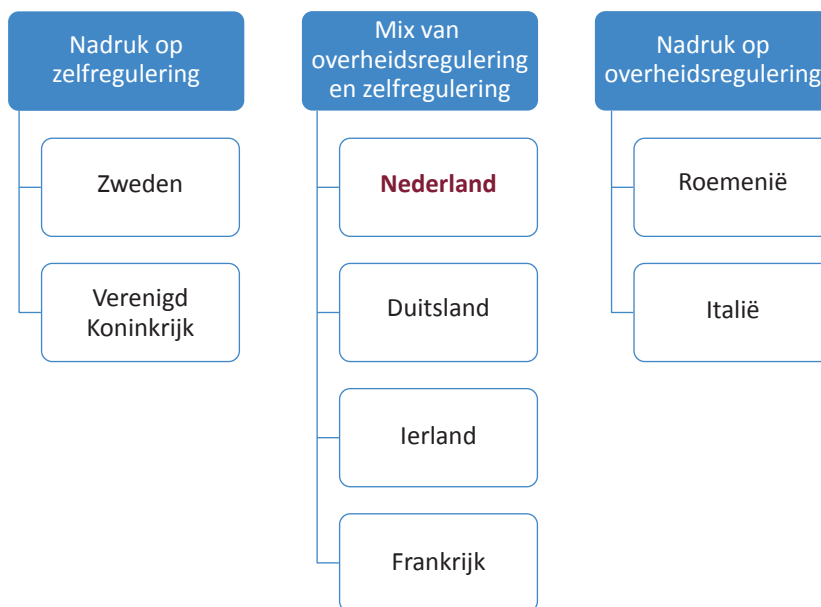 Nadruk op
zelfregulering
Zweden
Verenigd
Koninkrijk
Mix van
overheidsregulering
en zelfregulering
Nederland
Duitsland
Ierland
Frankrijk
Nadruk op
overheidsregulering
Roemenië
Italië